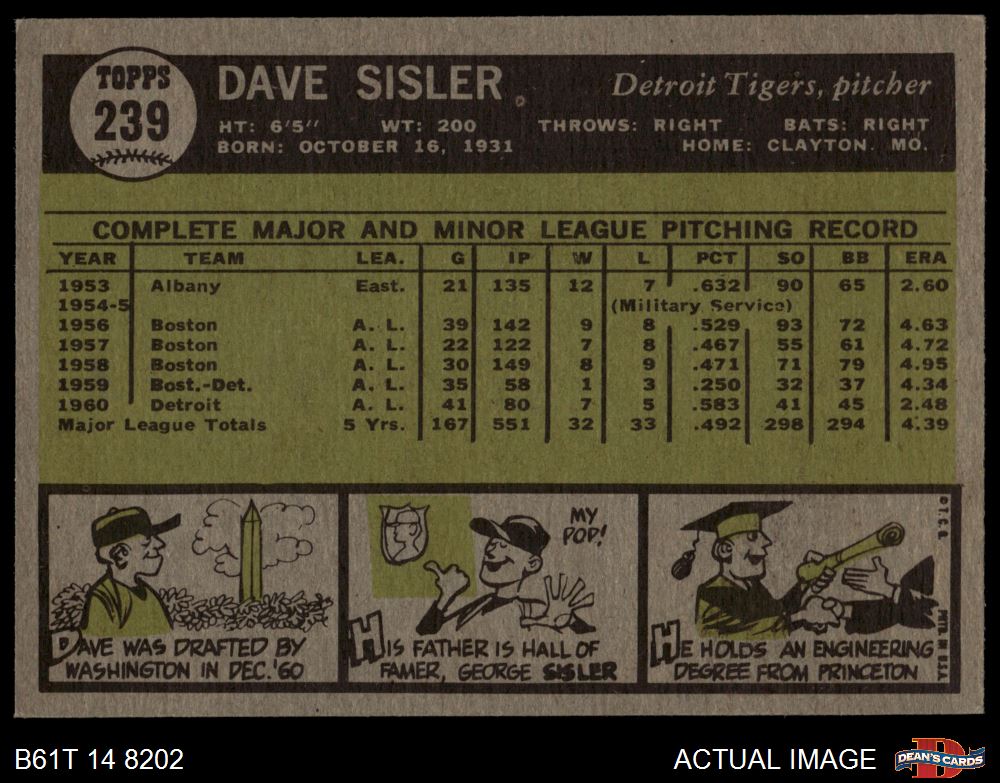 TOPPS
239
DAVE SISLER
Detroit Tigers, pitcher
HT: 6'5" WT: 200 THROWS: RIGHT BATS: RIGHT
BORN: OCTOBER 16, 1931 HOME: CLAYTON. MO.
COMPLETE MAJOR AND MINOR LEAGUE PITCHING RECORD
YEAR TEAM LEA. G IP W L PCT SO BB ERA
1953 Albany East. 21 135 12 7 .632 90 65 2.60
1954-5 (Military Service)
1956 Boston A. L. 39 142 9 8 .529 93 72 4.63
1957 Boston A. L. 22 122 7 8 .467 55 61 4.72
1958 Boston A. L. 30 149 8 9 .471 71 79 4.95
1959 Bost.-Det. A. L. 35 58 1 3 .250 32 37 4.34
1960 Detroit A. L. 41 80 7 5 .583 41 45 2.48
Major League Totals 5 Yrs. 167 551 32 33 .492 298 294 4.39
DAVE WAS DRAFTED BY
WASHINGTON IN DEC. '60
MY
POP!
HIS FATHER IS HALL OF
FAMER, GEORGE SISLER
HE HOLDS AN ENGINEERING
DEGREE FROM PRINCETON
© T.C.G. PRTD. IN U.S.A.
B61T 14 8202
ACTUAL IMAGE
D
DEAN'S CARDS